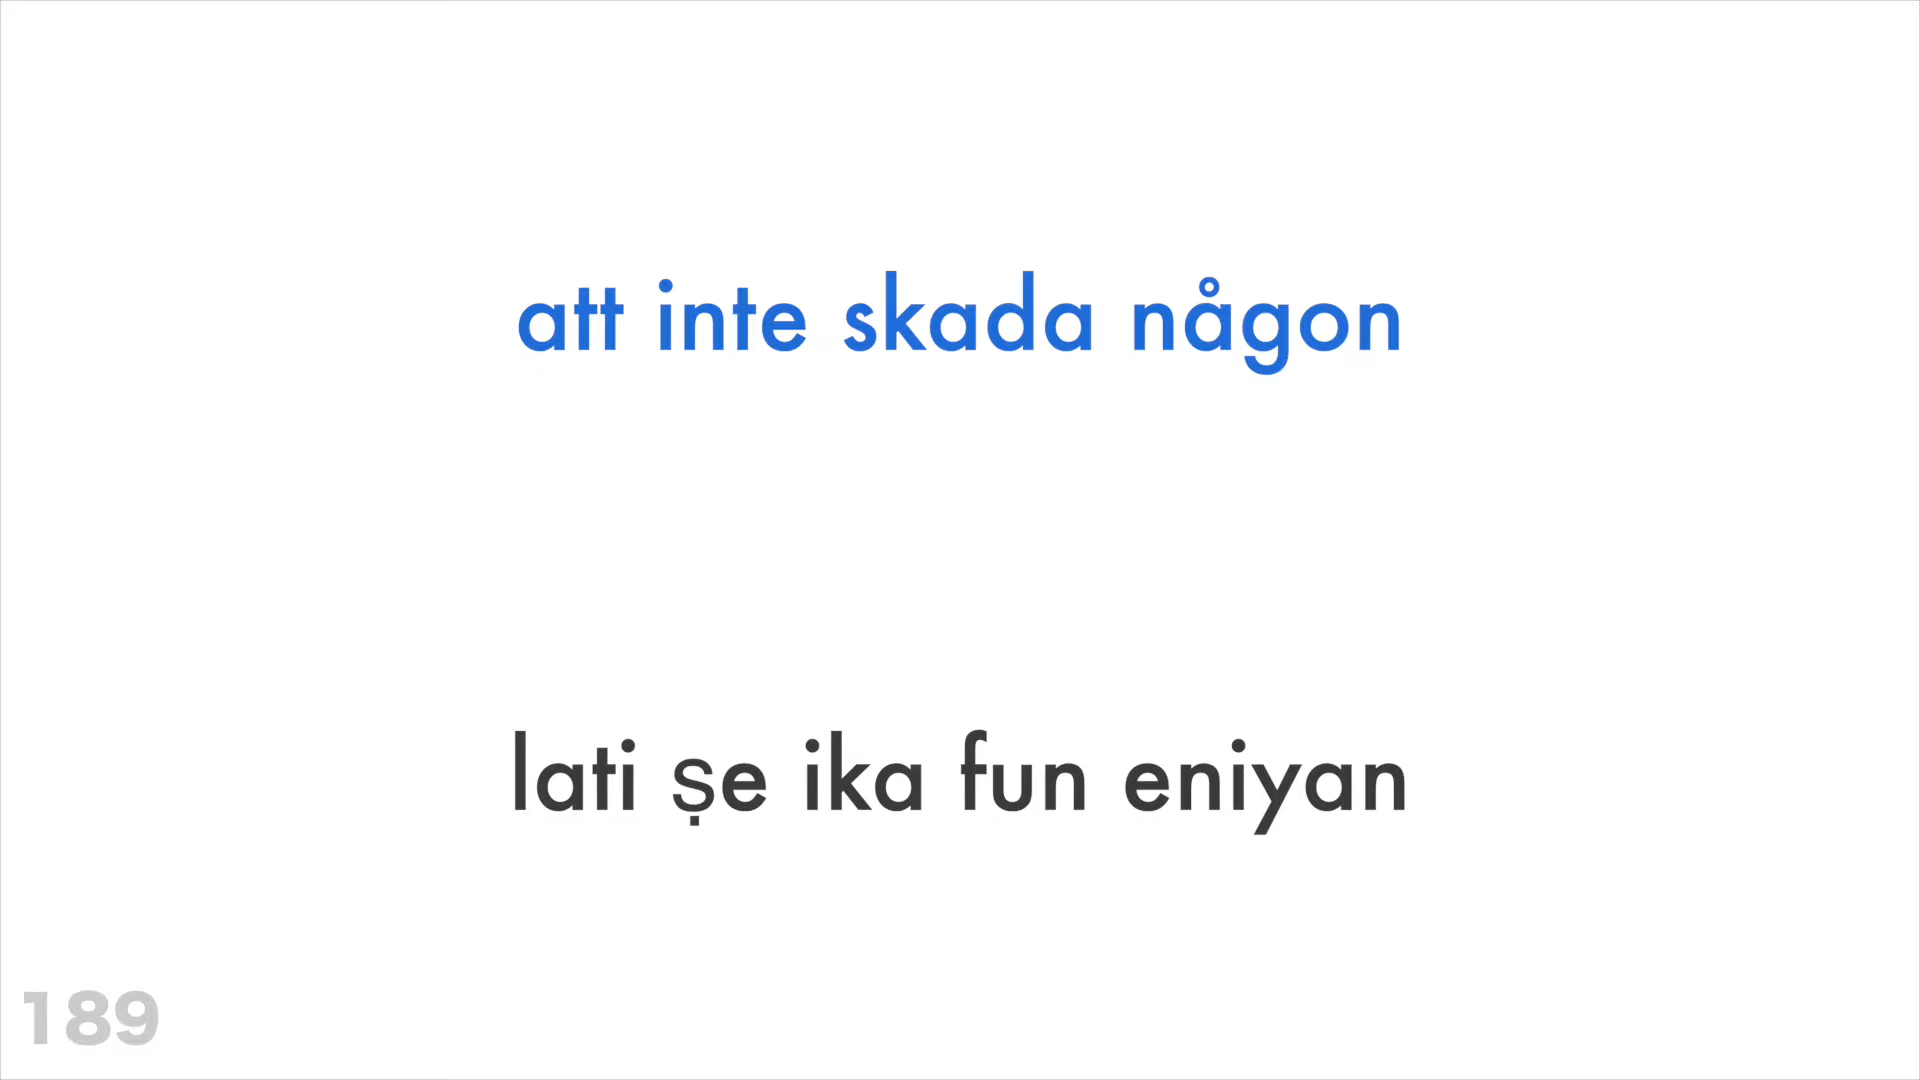 att inte skada någon
lati ṣe ika fun eniyan
189